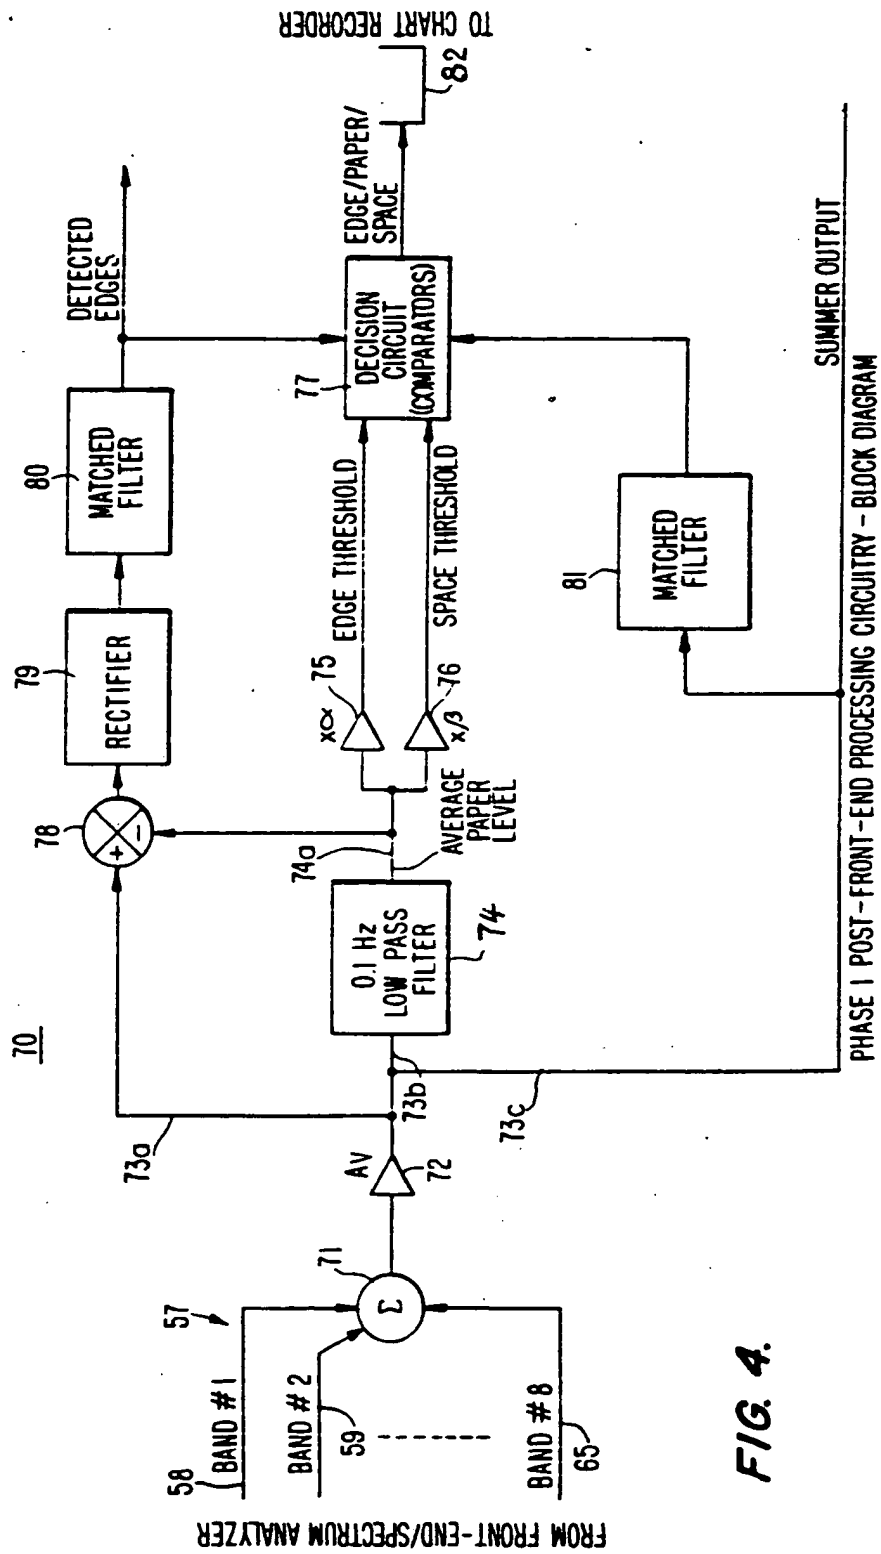 70
FROM FRONT-END/SPECTRUM ANALYZER
58
BAND #1
57
BAND #2
59
BAND #8
65
71
Σ
AV
72
73a
73b
73c
0.1 Hz
LOW PASS
FILTER
74
74a
AVERAGE
PAPER
LEVEL
78
+
-
79
RECTIFIER
80
MATCHED
FILTER
DETECTED
EDGES
xα
75
xβ
76
EDGE THRESHOLD
SPACE THRESHOLD
77
DECISION
CIRCUIT
(COMPARATORS)
EDGE/PAPER/
SPACE
82
TO CHART RECORDER
81
MATCHED
FILTER
SUMMER OUTPUT
PHASE 1 POST-FRONT-END PROCESSING CIRCUITRY-BLOCK DIAGRAM
FIG. 4.